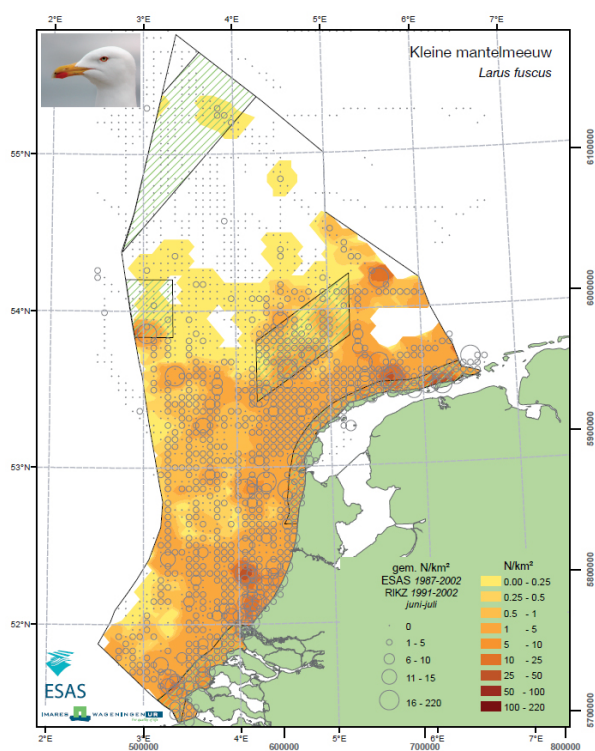 2°E 3°E 4°E 5°E 6°E 7°E
Kleine mantelmeeuw
Larus fuscus
55°N
54°N
53°N
52°N
6100000
6000000
5900000
5800000
5700000
gem. N/km²
ESAS 1987-2002
RIKZ 1991-2002
juni-juli
0
1 - 5
6 - 10
11 - 15
16 - 220
N/km²
0.00 - 0.25
0.25 - 0.5
0.5 - 1
1 - 5
5 - 10
10 - 25
25 - 50
50 - 100
100 - 220
ESAS
IMARES WAGENINGEN UR
2°E 3°E 4°E 5°E 6°E
500000 600000 700000 800000